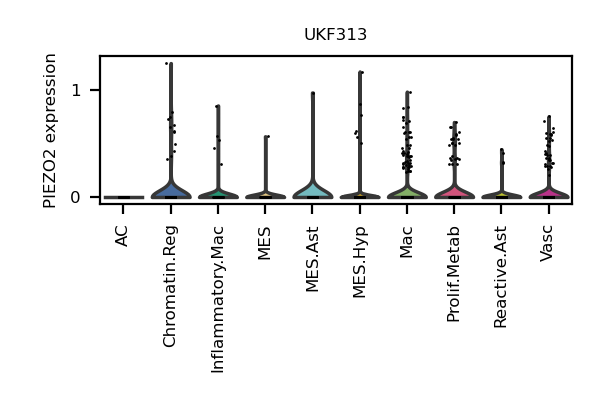 UKF313
PIEZO2 expression
1
0
AC
Chromatin.Reg
Inflammatory.Mac
MES
MES.Ast
MES.Hyp
Mac
Prolif.Metab
Reactive.Ast
Vasc